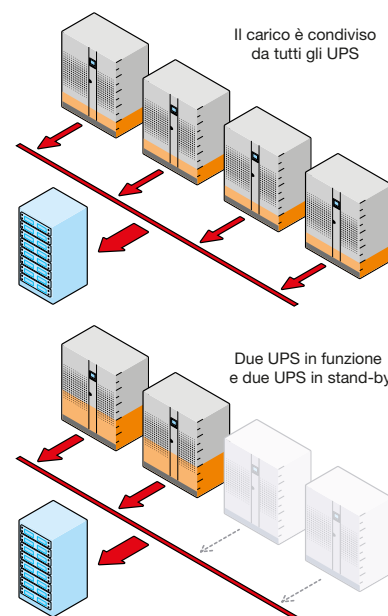 Il carico è condiviso
da tutti gli UPS
Due UPS in funzione
e due UPS in stand-by